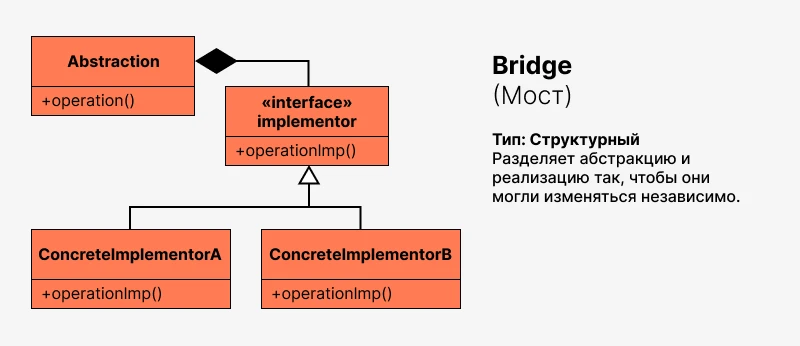 Abstraction
+operation()
«interface»
implementor
+operationImp()
ConcreteImplementorA
+operationImp()
ConcreteImplementorB
+operationImp()
Bridge
(Мост)
Тип: Структурный
Разделяет абстракцию и
реализацию так, чтобы они
могли изменяться независимо.